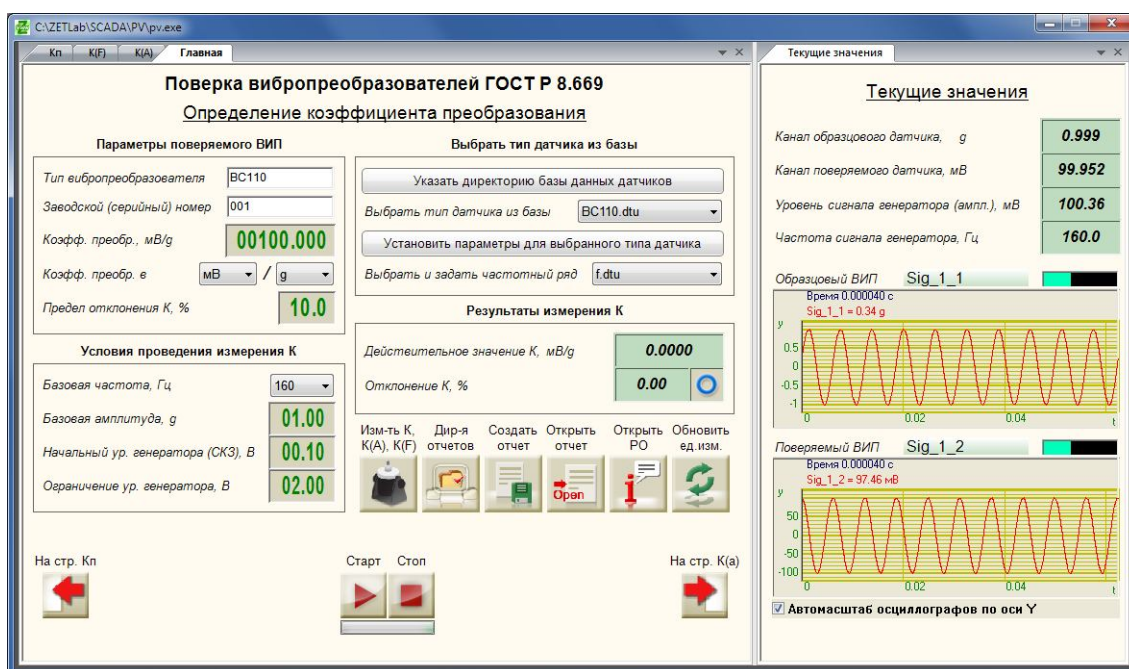 C:\ZETLab\SCADA\PV\pv.exe
Кп K(F) K(A) Главная
Поверка вибропреобразователей ГОСТ Р 8.669
Определение коэффициента преобразования
Параметры поверяемого ВИП
Тип вибропреобразователя BC110
Заводской (серийный) номер 001
Коэфф. преобр., мВ/g 00100.000
Коэфф. преобр. в мВ / g
Предел отклонения К, % 10.0
Условия проведения измерения К
Базовая частота, Гц 160
Базовая амплитуда, g 01.00
Начальный ур. генератора (СКЗ), В 00.10
Ограничение ур. генератора, В 02.00
Выбрать тип датчика из базы
Указать директорию базы данных датчиков
Выбрать тип датчика из базы BC110.dtu
Установить параметры для выбранного типа датчика
Выбрать и задать частотный ряд f.dtu
Результаты измерения К
Действительное значение К, мВ/g 0.0000
Отклонение К, % 0.00
Изм-ть К, Дир-я Создать Открыть Открыть Обновить
К(А), К(F) отчетов отчет отчет РО ед.изм.
Open
На стр. Кп Старт Стоп На стр. К(а)
Текущие значения
Текущие значения
Канал образцового датчика, g 0.999
Канал поверяемого датчика, мВ 99.952
Уровень сигнала генератора (ампл.), мВ 100.36
Частота сигнала генератора, Гц 160.0
Образцовый ВИП Sig_1_1
Время 0.000040 с
Sig_1_1 = 0.34 g
y
0.5
0
-0.5
-1
0 0.02 0.04 t
Поверяемый ВИП Sig_1_2
Время 0.000040 с
Sig_1_2 = 97.46 мВ
y
50
0
-50
-100
0 0.02 0.04 t
Автомасштаб осциллографов по оси Y